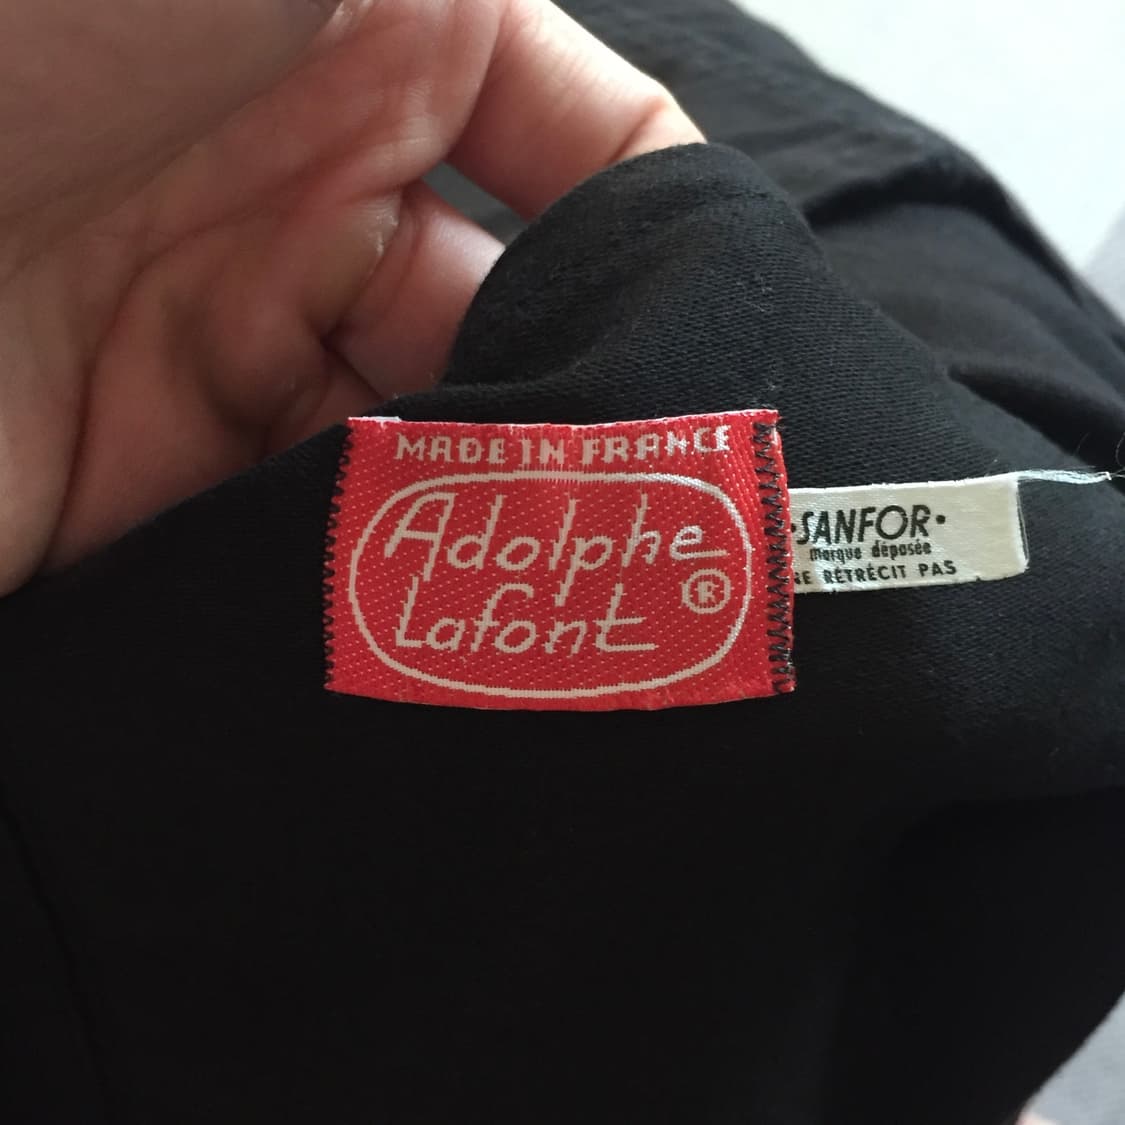 MADE IN FRANCE
Adolphe
Lafont
®
•SANFOR•
marque déposée
RÉTRÉCIT PAS